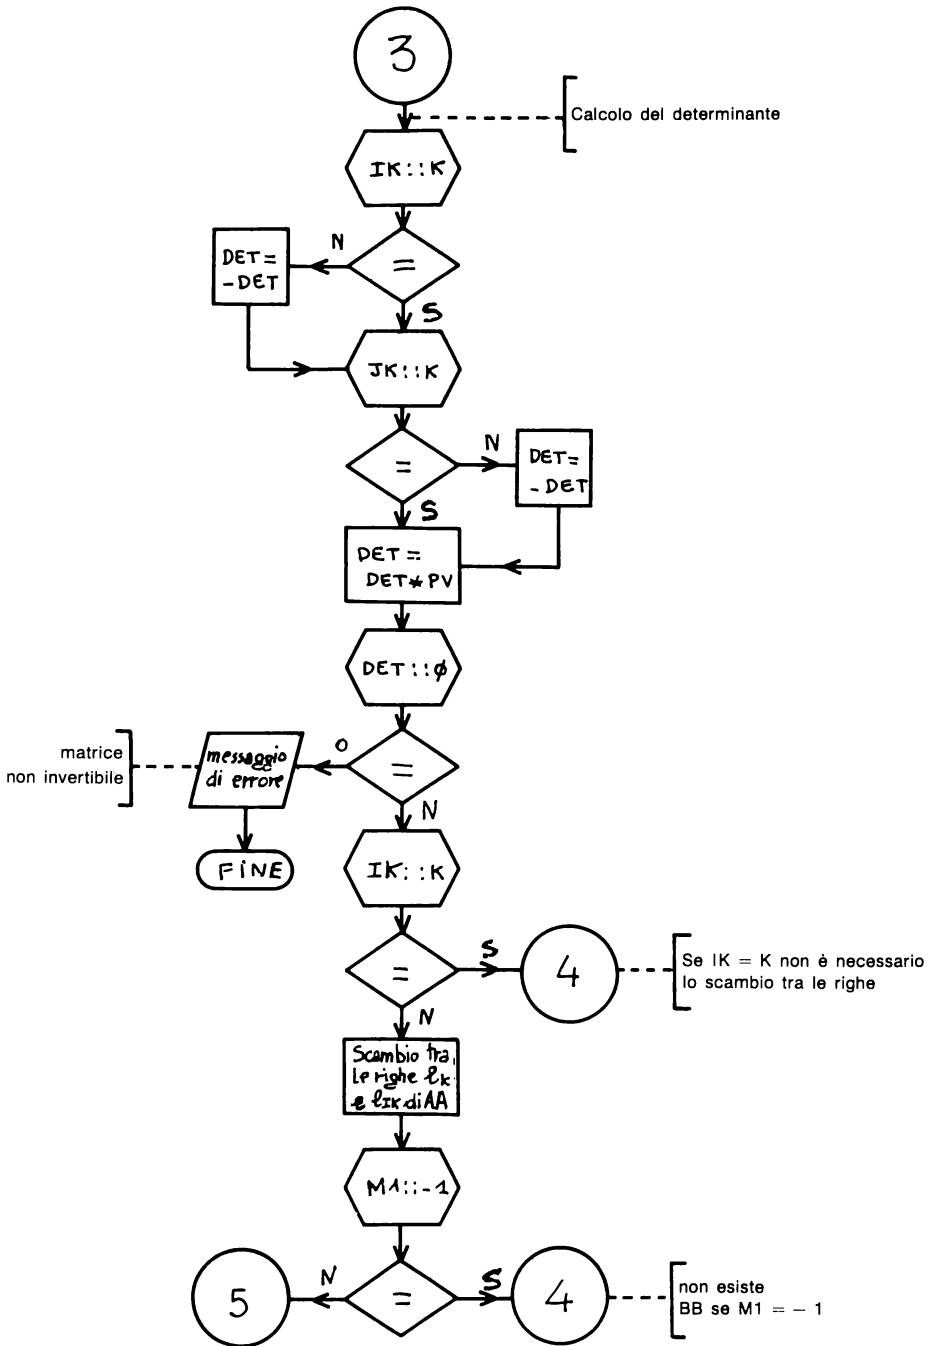 3
Calcolo del determinante
IK::K
N
DET =
- DET
=
S
JK::K
N
=
DET =
- DET
S
DET =
DET * PV
DET::ϕ
O
=
matrice
non invertibile
messaggio
di errore
N
FINE
IK::K
S
=
4
Se IK = K non è necessario
lo scambio tra le righe
N
Scambio tra
le righe ℓK
e ℓIK di AA
M1::-1
N
S
5
=
4
non esiste
BB se M1 = - 1